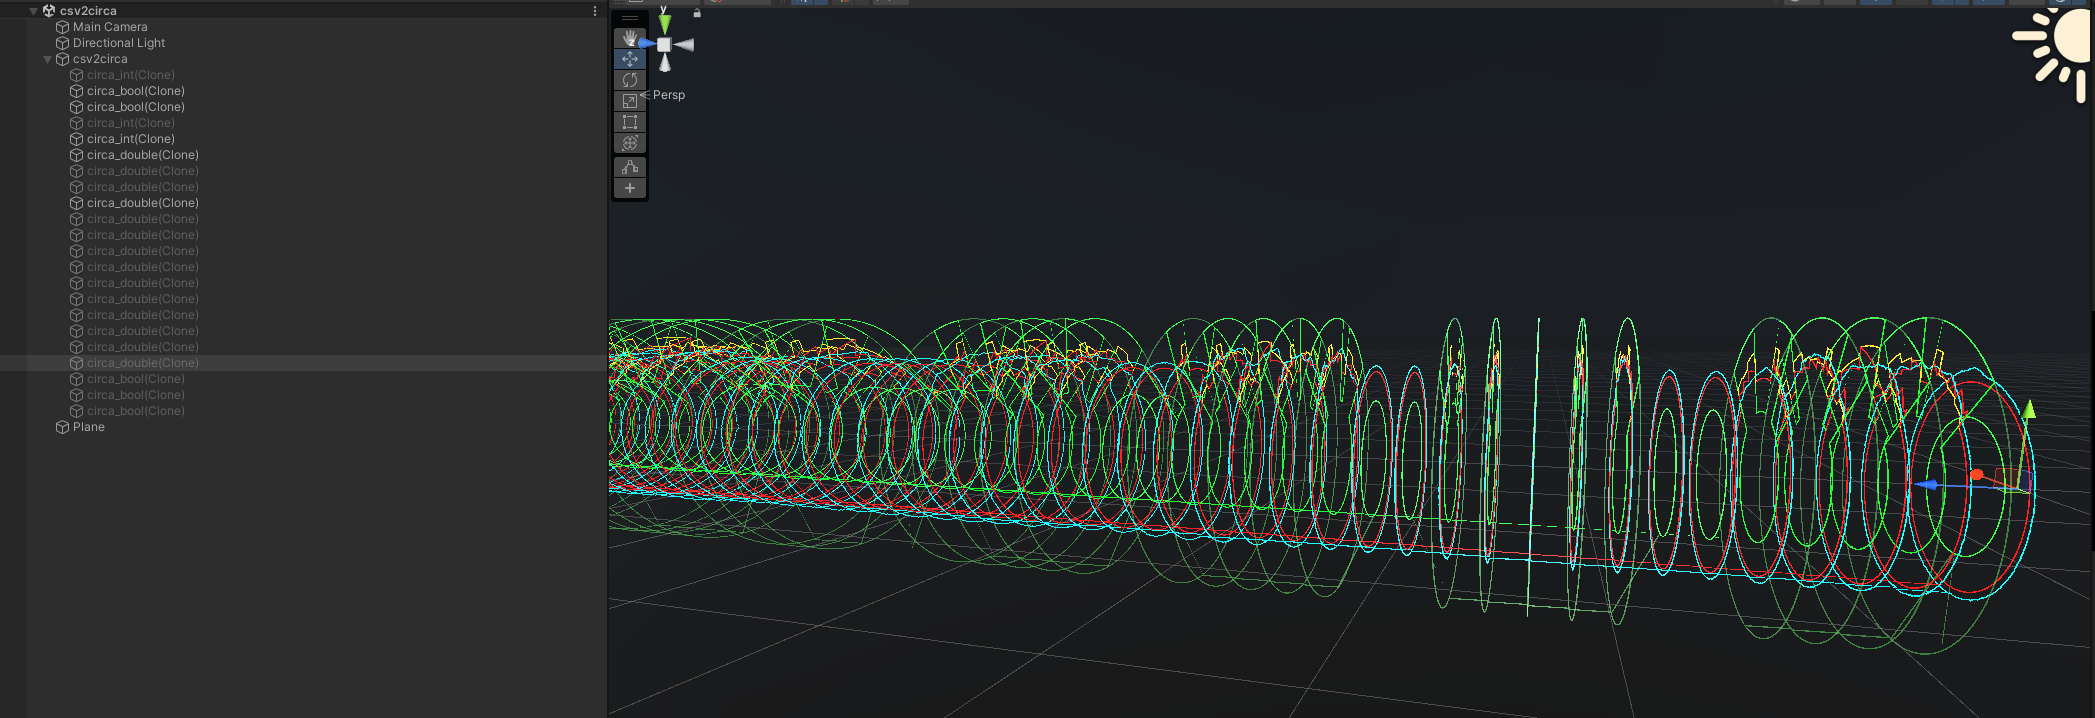 csv2circa
Main Camera
Directional Light
csv2circa
circa_int(Clone)
circa_bool(Clone)
circa_bool(Clone)
circa_int(Clone)
circa_int(Clone)
circa_double(Clone)
circa_double(Clone)
circa_double(Clone)
circa_double(Clone)
circa_double(Clone)
circa_double(Clone)
circa_double(Clone)
circa_double(Clone)
circa_double(Clone)
circa_double(Clone)
circa_double(Clone)
circa_double(Clone)
circa_double(Clone)
circa_double(Clone)
circa_bool(Clone)
circa_bool(Clone)
circa_bool(Clone)
Plane
y
Persp